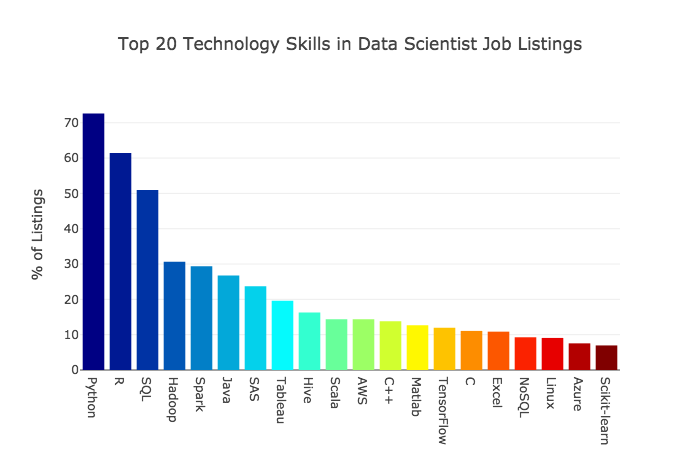 Top 20 Technology Skills in Data Scientist Job Listings
% of Listings
70
60
50
40
30
20
10
0
Python
R
SQL
Hadoop
Spark
Java
SAS
Tableau
Hive
Scala
AWS
C++
Matlab
TensorFlow
C
Excel
NoSQL
Linux
Azure
Scikit-learn